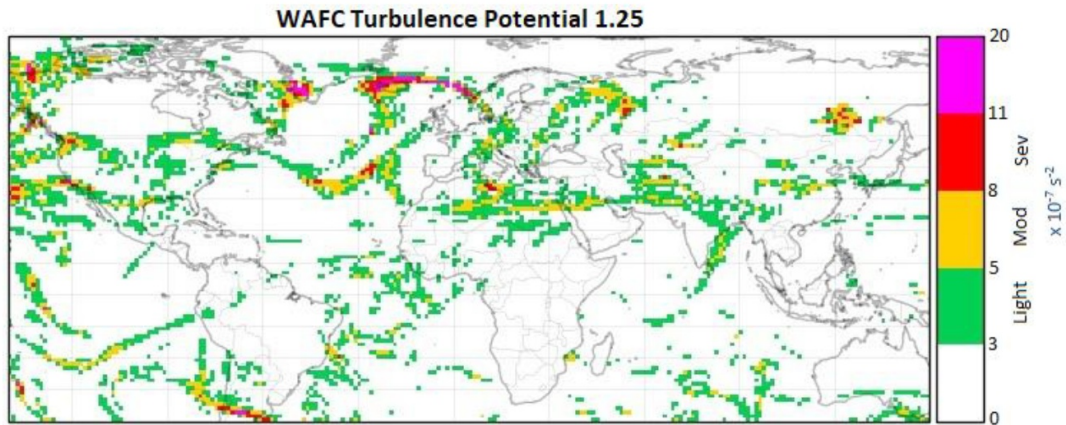 WAFC Turbulence Potential 1.25
20
11
Sev
8
x 10⁻⁷ s⁻²
Mod
5
Light
3
0